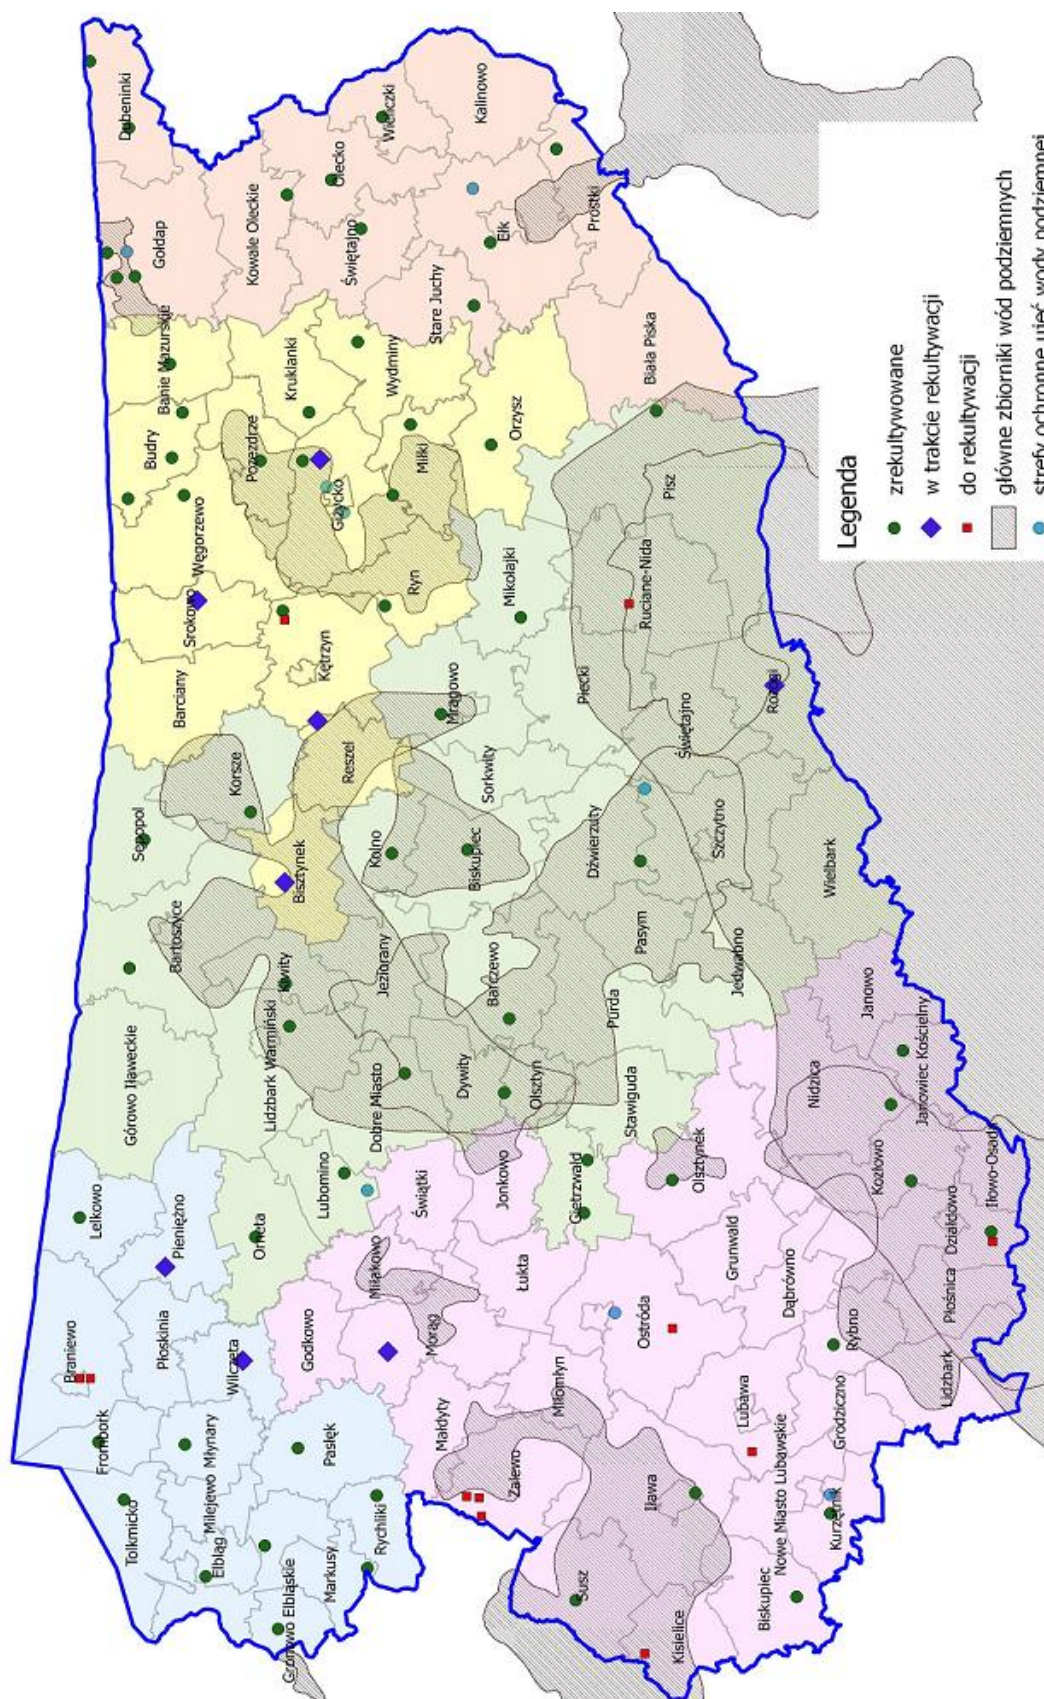 Dubeninki
Gołdap
Banie Mazurskie
Budry
Węgorzewo
Srokowo
Barciany
Sępopol
Bartoszyce
Górowo Iławeckie
Lelkowo
Pieniężno
Braniewo
Płoskinia
Frombork
Tolkmicko
Młynary
Milejewo
Elbląg
Gronowo Elbląskie
Markusy
Rychliki
Pasłęk
Wilczęta
Godkowo
Orneta
Lubomino
Lidzbark Warmiński
Kiwity
Bisztynek
Korsze
Reszel
Kętrzyn
Ryn
Giżycko
Pozezdrze
Kruklanki
Kowale Oleckie
Olecko
Świętajno
Wieliczki
Kalinowo
Ełk
Stare Juchy
Wydminy
Miłki
Orzysz
Prostki
Biała Piska
Pisz
Ruciane-Nida
Mikołajki
Mrągowo
Piecki
Sorkwity
Kolno
Biskupiec
Jeziorany
Dobre Miasto
Dywity
Barczewo
Olsztyn
Purda
Stawiguda
Gietrzwałd
Jonkowo
Świątki
Miłakowo
Morąg
Łukta
Małdyty
Zalewo
Miłomłyn
Ostróda
Iława
Susz
Kisielice
Biskupiec
Nowe Miasto Lubawskie
Kurzętnik
Grodziczno
Lubawa
Dąbrówno
Grunwald
Olsztynek
Rybno
Lidzbark
Płośnica
Działdowo
Iłowo-Osada
Kozłowo
Nidzica
Janowiec Kościelny
Janowo
Jedwabno
Pasym
Dźwierzuty
Szczytno
Wielbark
Świętajno
Rozogi
Legenda
zrekultywowane
w trakcie rekultywacji
do rekultywacji
główne zbiorniki wód podziemnych
strefy ochronne ujęć wody podziemnej